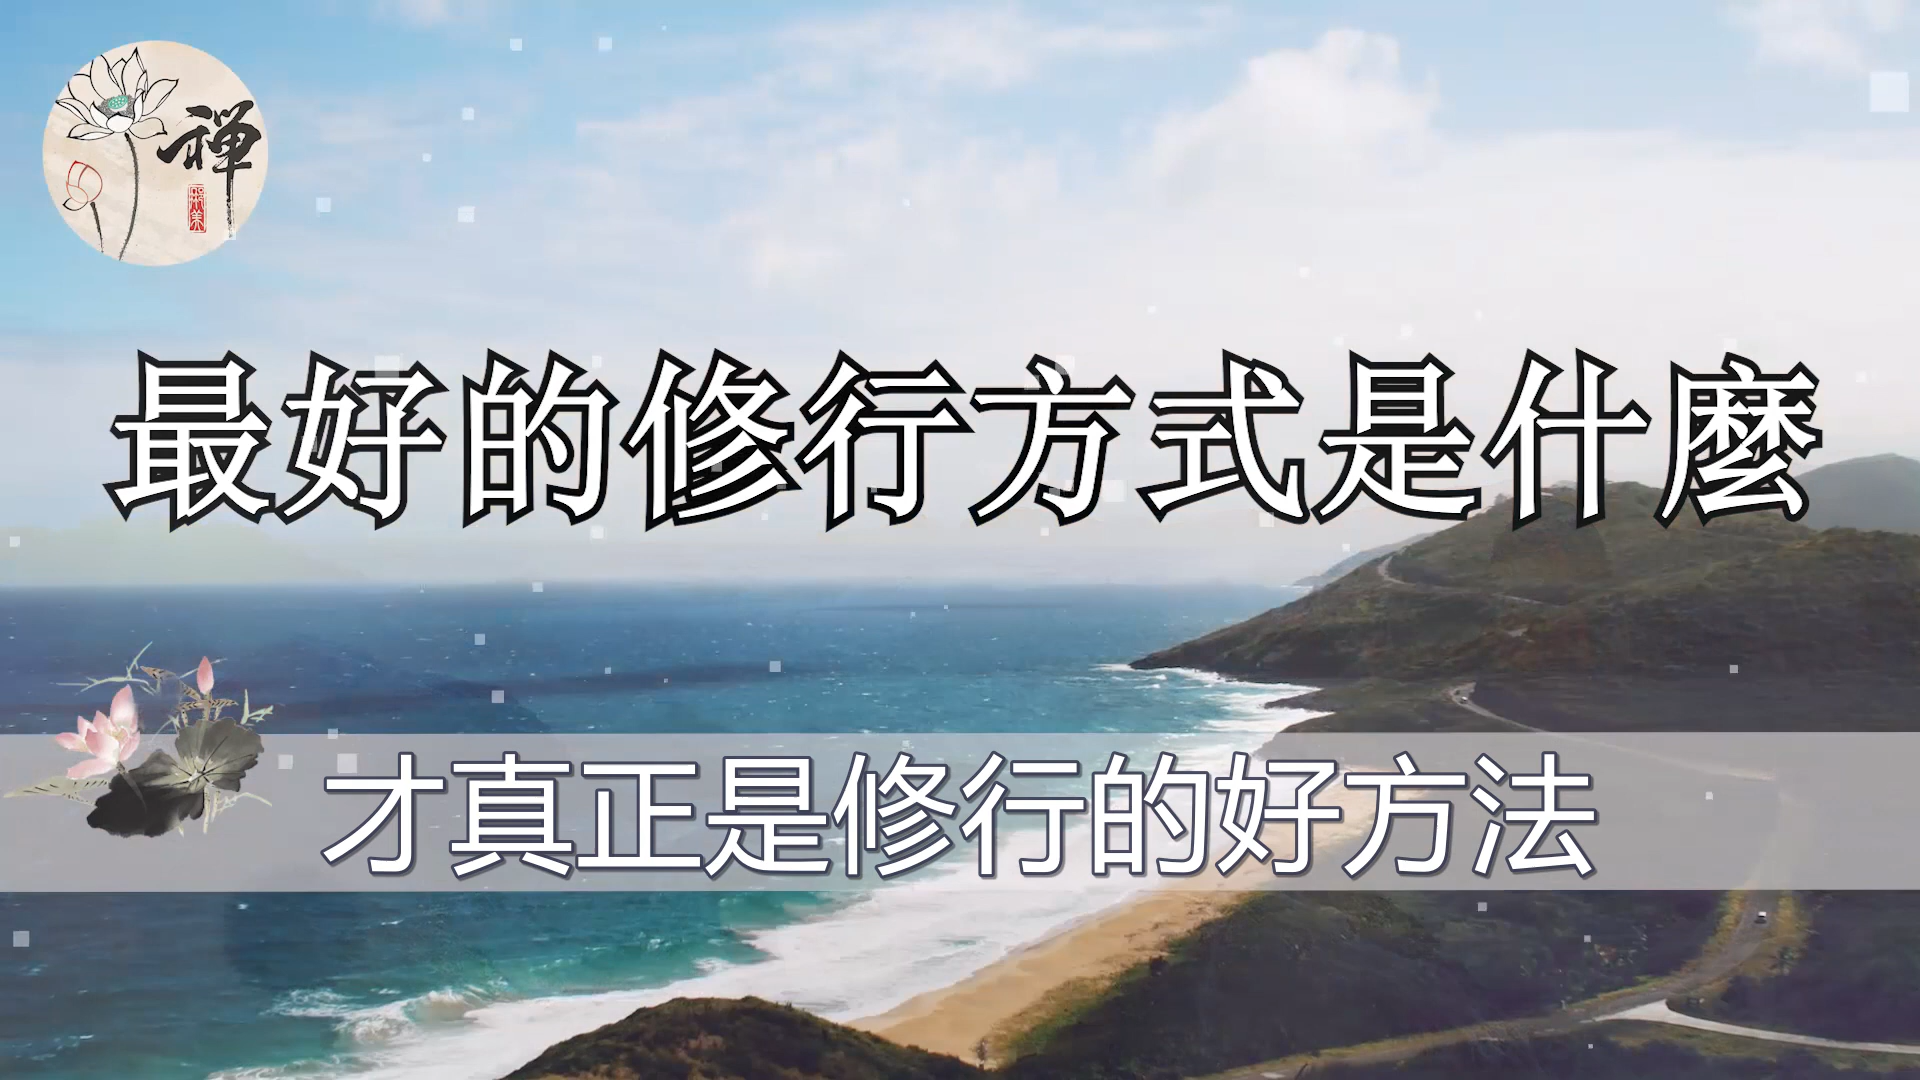 禅
最好的修行方式是什麼
才真正是修行的好方法